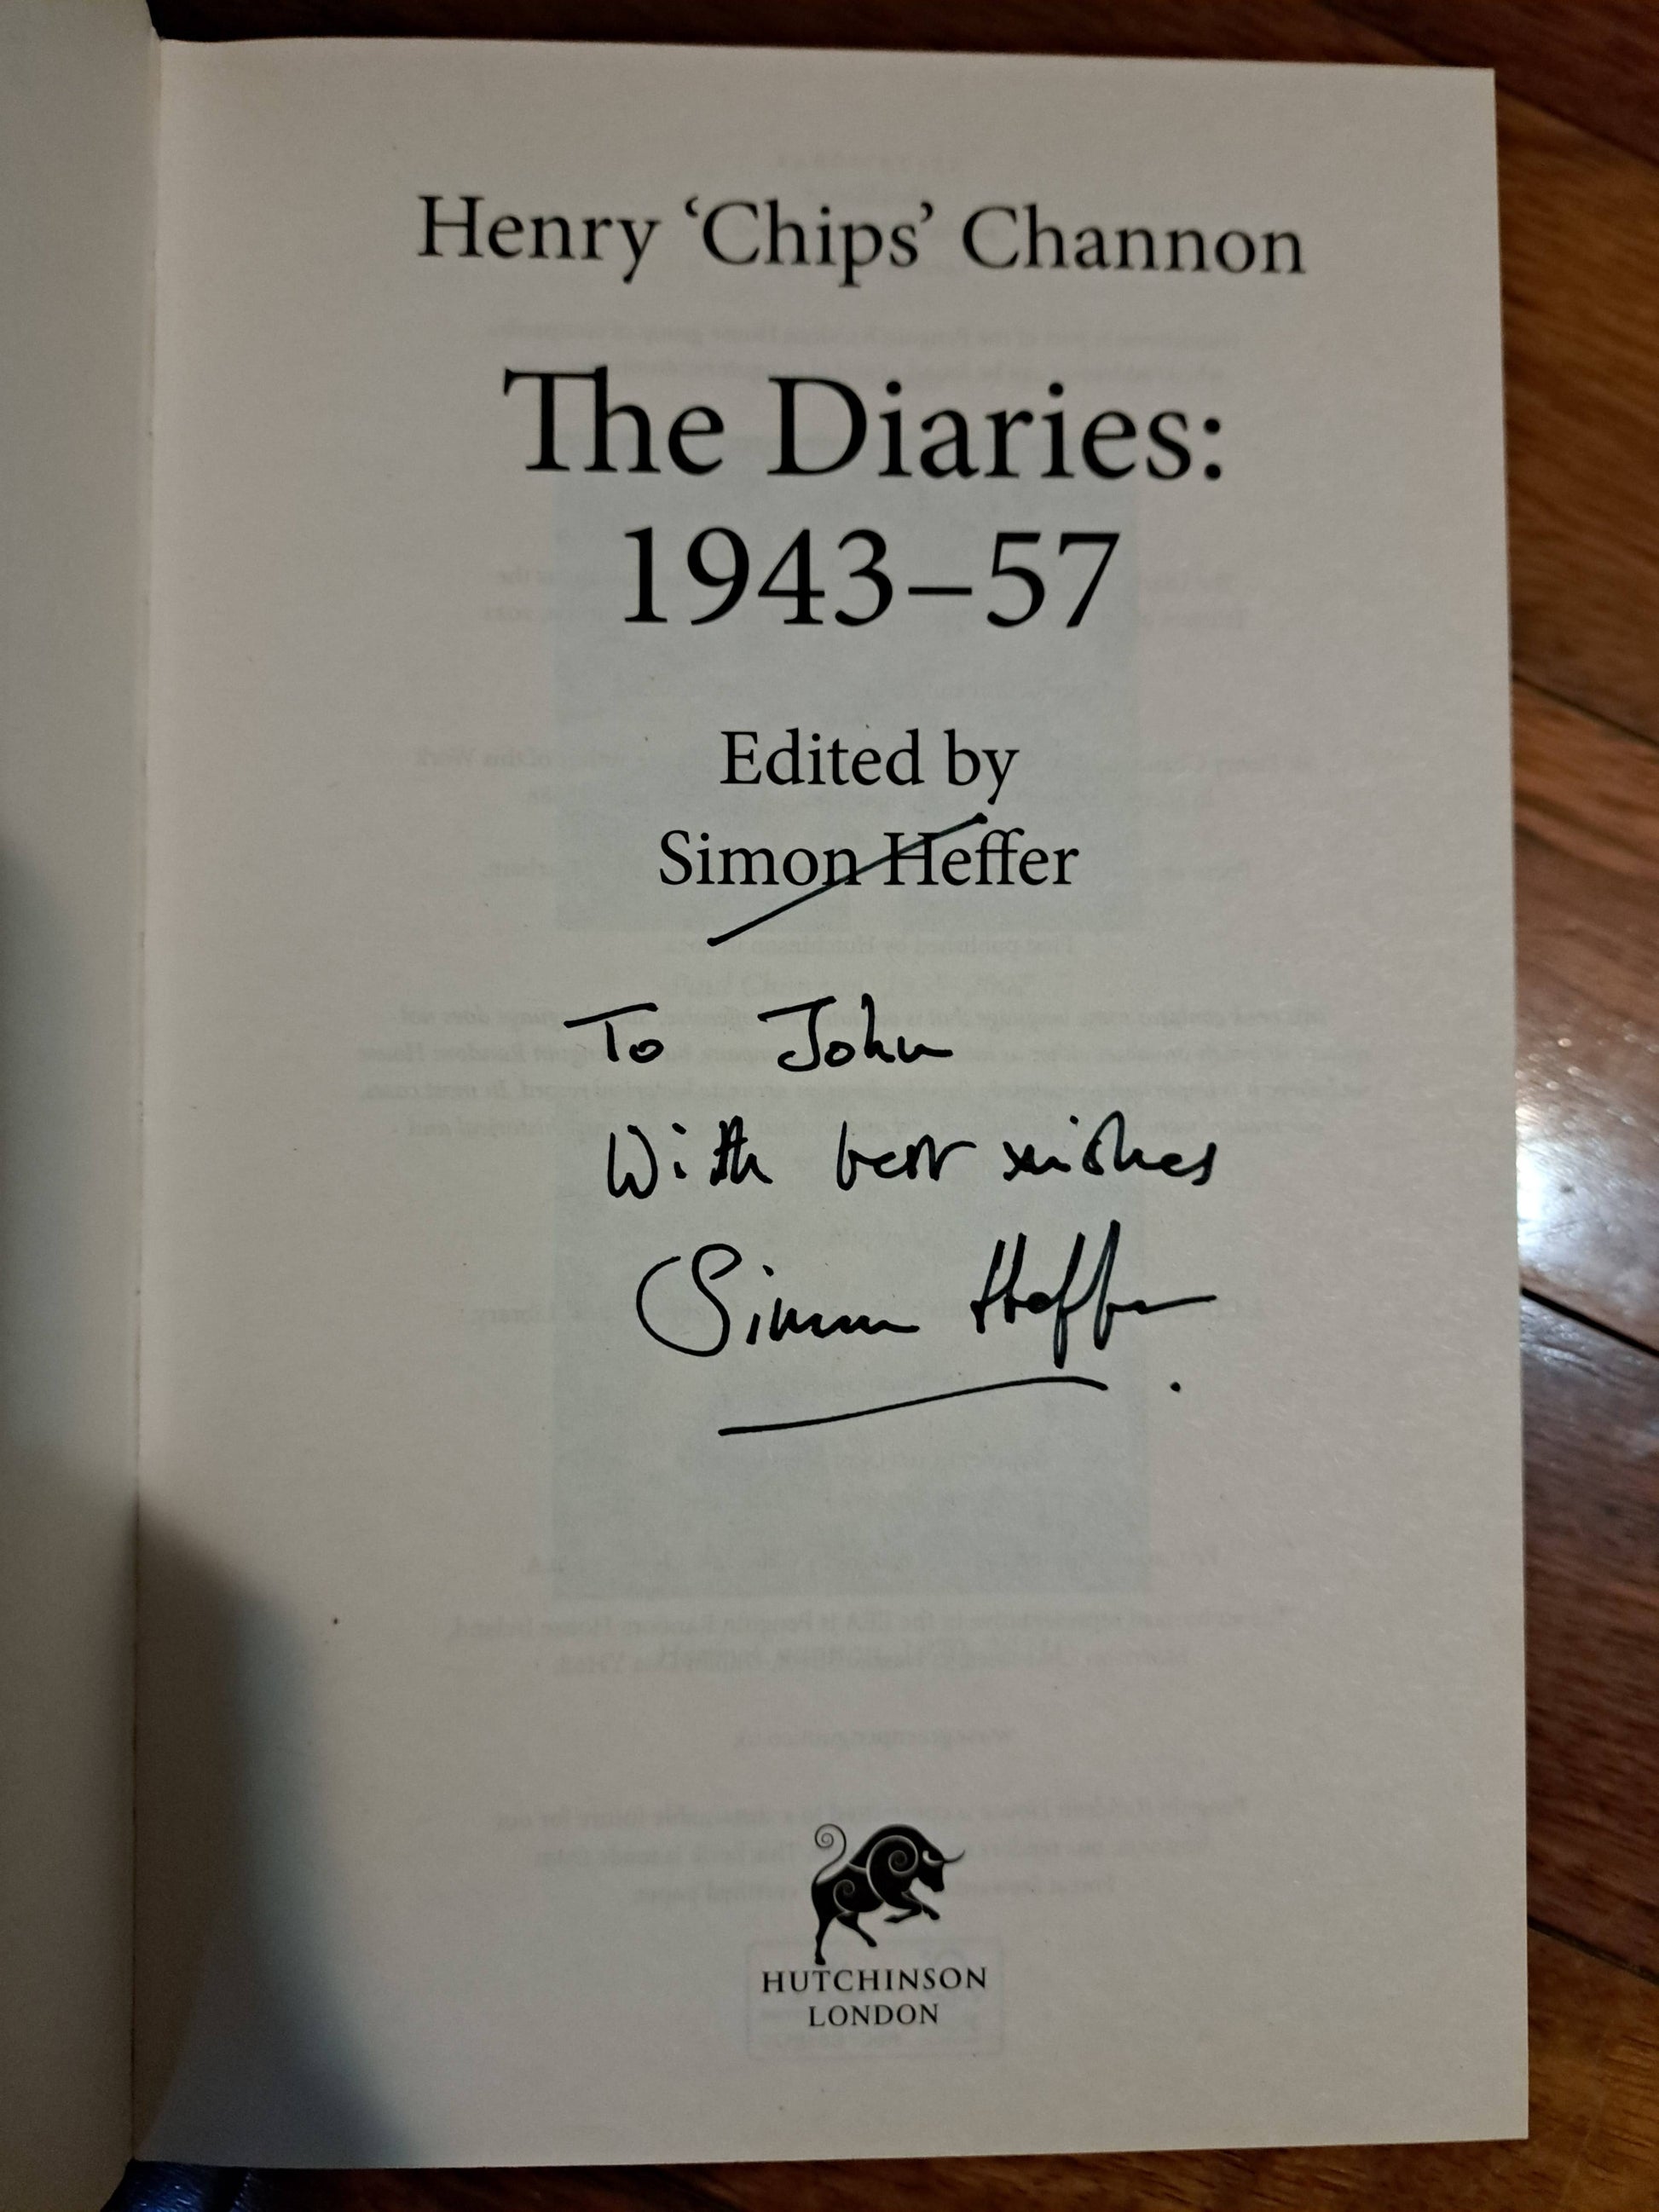 Henry ‘Chips’ Channon
The Diaries:
1943–57
Edited by
Simon Heffer
To John
With best wishes
Simon Heffer
HUTCHINSON
LONDON